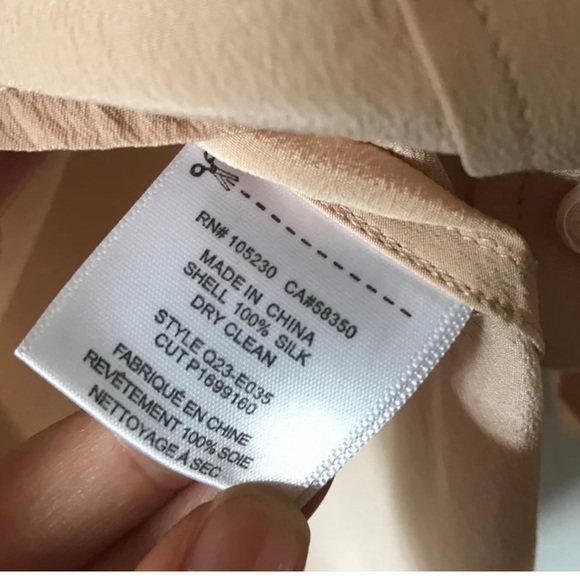 RN# 105230 CA#58350
MADE IN CHINA
SHELL 100% SILK
DRY CLEAN
STYLE Q23-E035
CUT P1699160
FABRIQUÉ EN CHINE
REVÊTEMENT 100% SOIE
NETTOYAGE À SEC